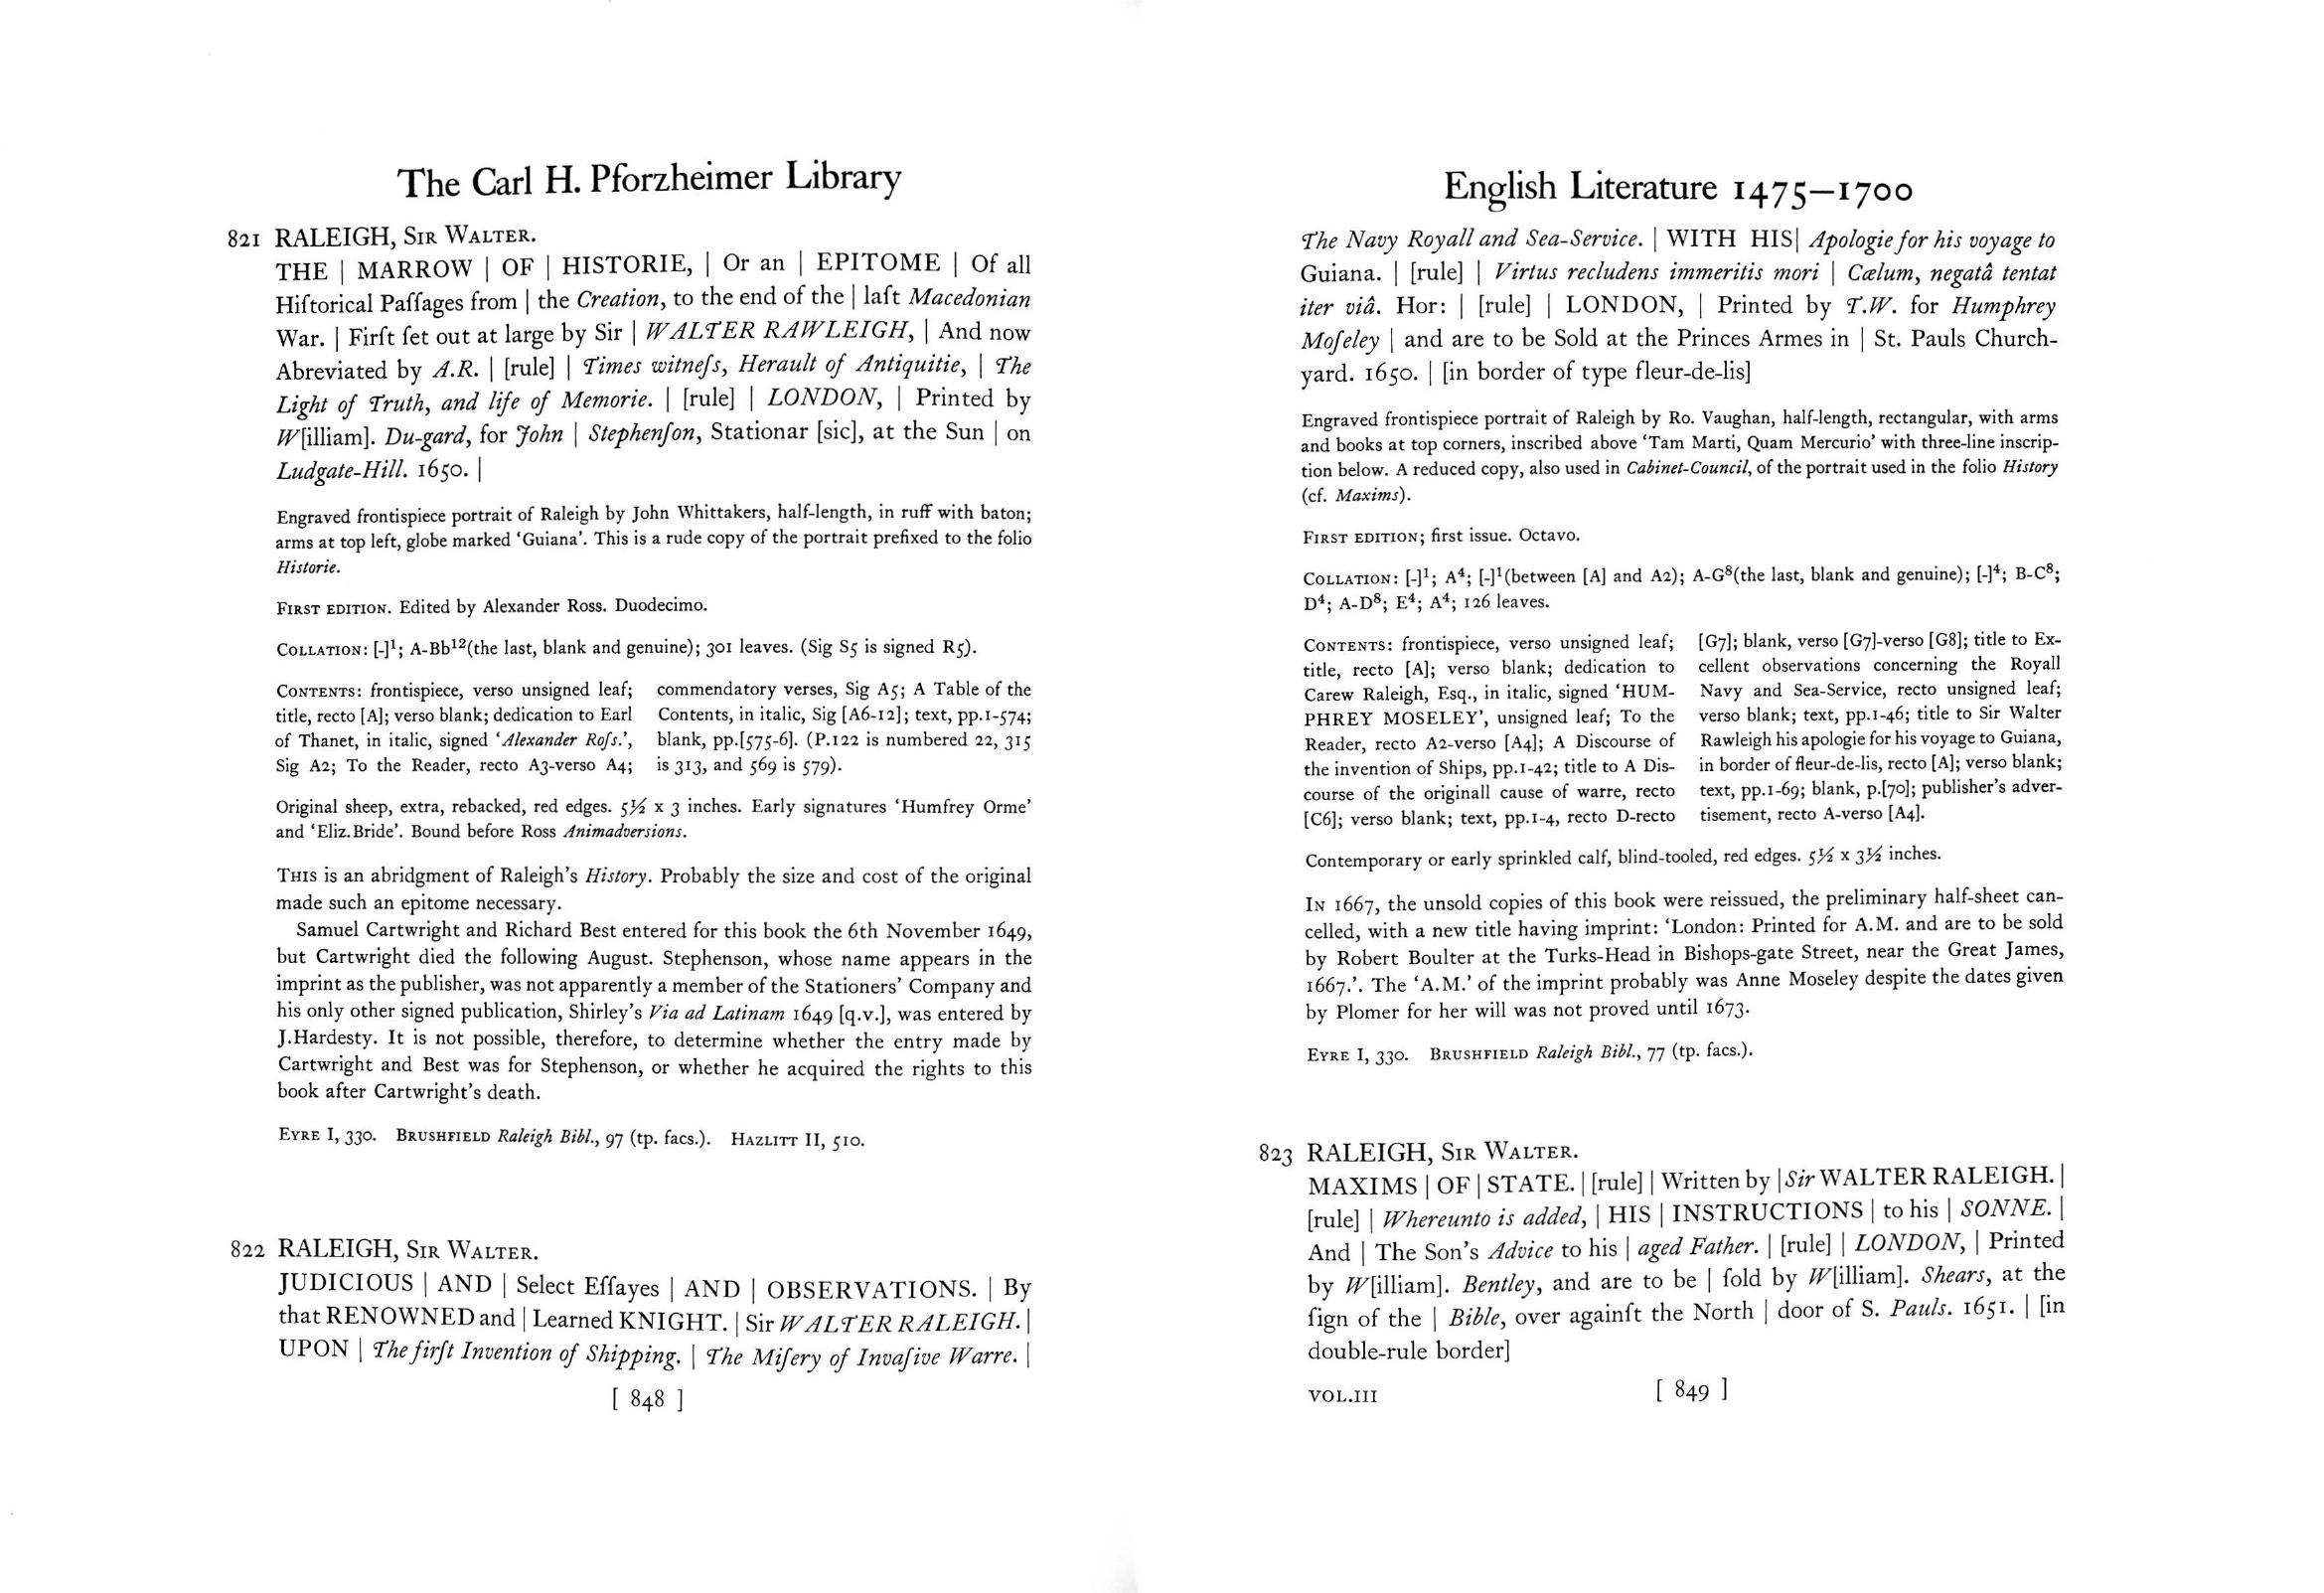 The Carl H. Pforzheimer Library
821 RALEIGH, Sir Walter.
THE | MARROW | OF | HISTORIE, | Or an | EPITOME | Of all
Hiſtorical Paſſages from | the Creation, to the end of the | laſt Macedonian
War. | Firſt ſet out at large by Sir | WALTER RAWLEIGH, | And now
Abreviated by A.R. | [rule] | Times witneſs, Herault of Antiquitie, | The
Light of Truth, and life of Memorie. | [rule] | LONDON, | Printed by
W[illiam]. Du-gard, for John | Stephenſon, Stationar [sic], at the Sun | on
Ludgate-Hill. 1650. |
Engraved frontispiece portrait of Raleigh by John Whittakers, half-length, in ruff with baton;
arms at top left, globe marked ‘Guiana’. This is a rude copy of the portrait prefixed to the folio
Historie.
First edition. Edited by Alexander Ross. Duodecimo.
Collation: [-]¹; A-Bb¹²(the last, blank and genuine); 301 leaves. (Sig S5 is signed R5).
Contents: frontispiece, verso unsigned leaf;
title, recto [A]; verso blank; dedication to Earl
of Thanet, in italic, signed ‘Alexander Roſs.’,
Sig A2; To the Reader, recto A3-verso A4;
commendatory verses, Sig A5; A Table of the
Contents, in italic, Sig [A6-12]; text, pp.1-574;
blank, pp.[575-6]. (P.122 is numbered 22, 315
is 313, and 569 is 579).
Original sheep, extra, rebacked, red edges. 5½ x 3 inches. Early signatures ‘Humfrey Orme’
and ‘Eliz.Bride’. Bound before Ross Animadversions.
This is an abridgment of Raleigh’s History. Probably the size and cost of the original
made such an epitome necessary.
Samuel Cartwright and Richard Best entered for this book the 6th November 1649,
but Cartwright died the following August. Stephenson, whose name appears in the
imprint as the publisher, was not apparently a member of the Stationers’ Company and
his only other signed publication, Shirley’s Via ad Latinam 1649 [q.v.], was entered by
J.Hardesty. It is not possible, therefore, to determine whether the entry made by
Cartwright and Best was for Stephenson, or whether he acquired the rights to this
book after Cartwright’s death.
Eyre I, 330. Brushfield Raleigh Bibl., 97 (tp. facs.). Hazlitt II, 510.
822 RALEIGH, Sir Walter.
JUDICIOUS | AND | Select Eſſayes | AND | OBSERVATIONS. | By
that RENOWNED and | Learned KNIGHT. | Sir WALTER RALEIGH. |
UPON | The firſt Invention of Shipping. | The Miſery of Invaſive Warre. |
[ 848 ]
English Literature 1475–1700
The Navy Royall and Sea-Service. | WITH HIS| Apologie for his voyage to
Guiana. | [rule] | Virtus recludens immeritis mori | Cælum, negatâ tentat
iter viâ. Hor: | [rule] | LONDON, | Printed by T.W. for Humphrey
Moſeley | and are to be Sold at the Princes Armes in | St. Pauls Church-
yard. 1650. | [in border of type fleur-de-lis]
Engraved frontispiece portrait of Raleigh by Ro. Vaughan, half-length, rectangular, with arms
and books at top corners, inscribed above ‘Tam Marti, Quam Mercurio’ with three-line inscrip-
tion below. A reduced copy, also used in Cabinet-Council, of the portrait used in the folio History
(cf. Maxims).
First edition; first issue. Octavo.
Collation: [-]¹; A⁴; [-]¹(between [A] and A2); A-G⁸(the last, blank and genuine); [-]⁴; B-C⁸;
D⁴; A-D⁸; E⁴; A⁴; 126 leaves.
Contents: frontispiece, verso unsigned leaf;
title, recto [A]; verso blank; dedication to
Carew Raleigh, Esq., in italic, signed ‘HUM-
PHREY MOSELEY’, unsigned leaf; To the
Reader, recto A2-verso [A4]; A Discourse of
the invention of Ships, pp.1-42; title to A Dis-
course of the originall cause of warre, recto
[C6]; verso blank; text, pp.1-4, recto D-recto
[G7]; blank, verso [G7]-verso [G8]; title to Ex-
cellent observations concerning the Royall
Navy and Sea-Service, recto unsigned leaf;
verso blank; text, pp.1-46; title to Sir Walter
Rawleigh his apologie for his voyage to Guiana,
in border of fleur-de-lis, recto [A]; verso blank;
text, pp.1-69; blank, p.[70]; publisher’s adver-
tisement, recto A-verso [A4].
Contemporary or early sprinkled calf, blind-tooled, red edges. 5½ x 3½ inches.
In 1667, the unsold copies of this book were reissued, the preliminary half-sheet can-
celled, with a new title having imprint: ‘London: Printed for A.M. and are to be sold
by Robert Boulter at the Turks-Head in Bishops-gate Street, near the Great James,
1667.’. The ‘A.M.’ of the imprint probably was Anne Moseley despite the dates given
by Plomer for her will was not proved until 1673.
Eyre I, 330. Brushfield Raleigh Bibl., 77 (tp. facs.).
823 RALEIGH, Sir Walter.
MAXIMS | OF | STATE. | [rule] | Written by |Sir WALTER RALEIGH. |
[rule] | Whereunto is added, | HIS | INSTRUCTIONS | to his | SONNE. |
And | The Son’s Advice to his | aged Father. | [rule] | LONDON, | Printed
by W[illiam]. Bentley, and are to be | ſold by W[illiam]. Shears, at the
ſign of the | Bible, over againſt the North | door of S. Pauls. 1651. | [in
double-rule border]
VOL.III
[ 849 ]